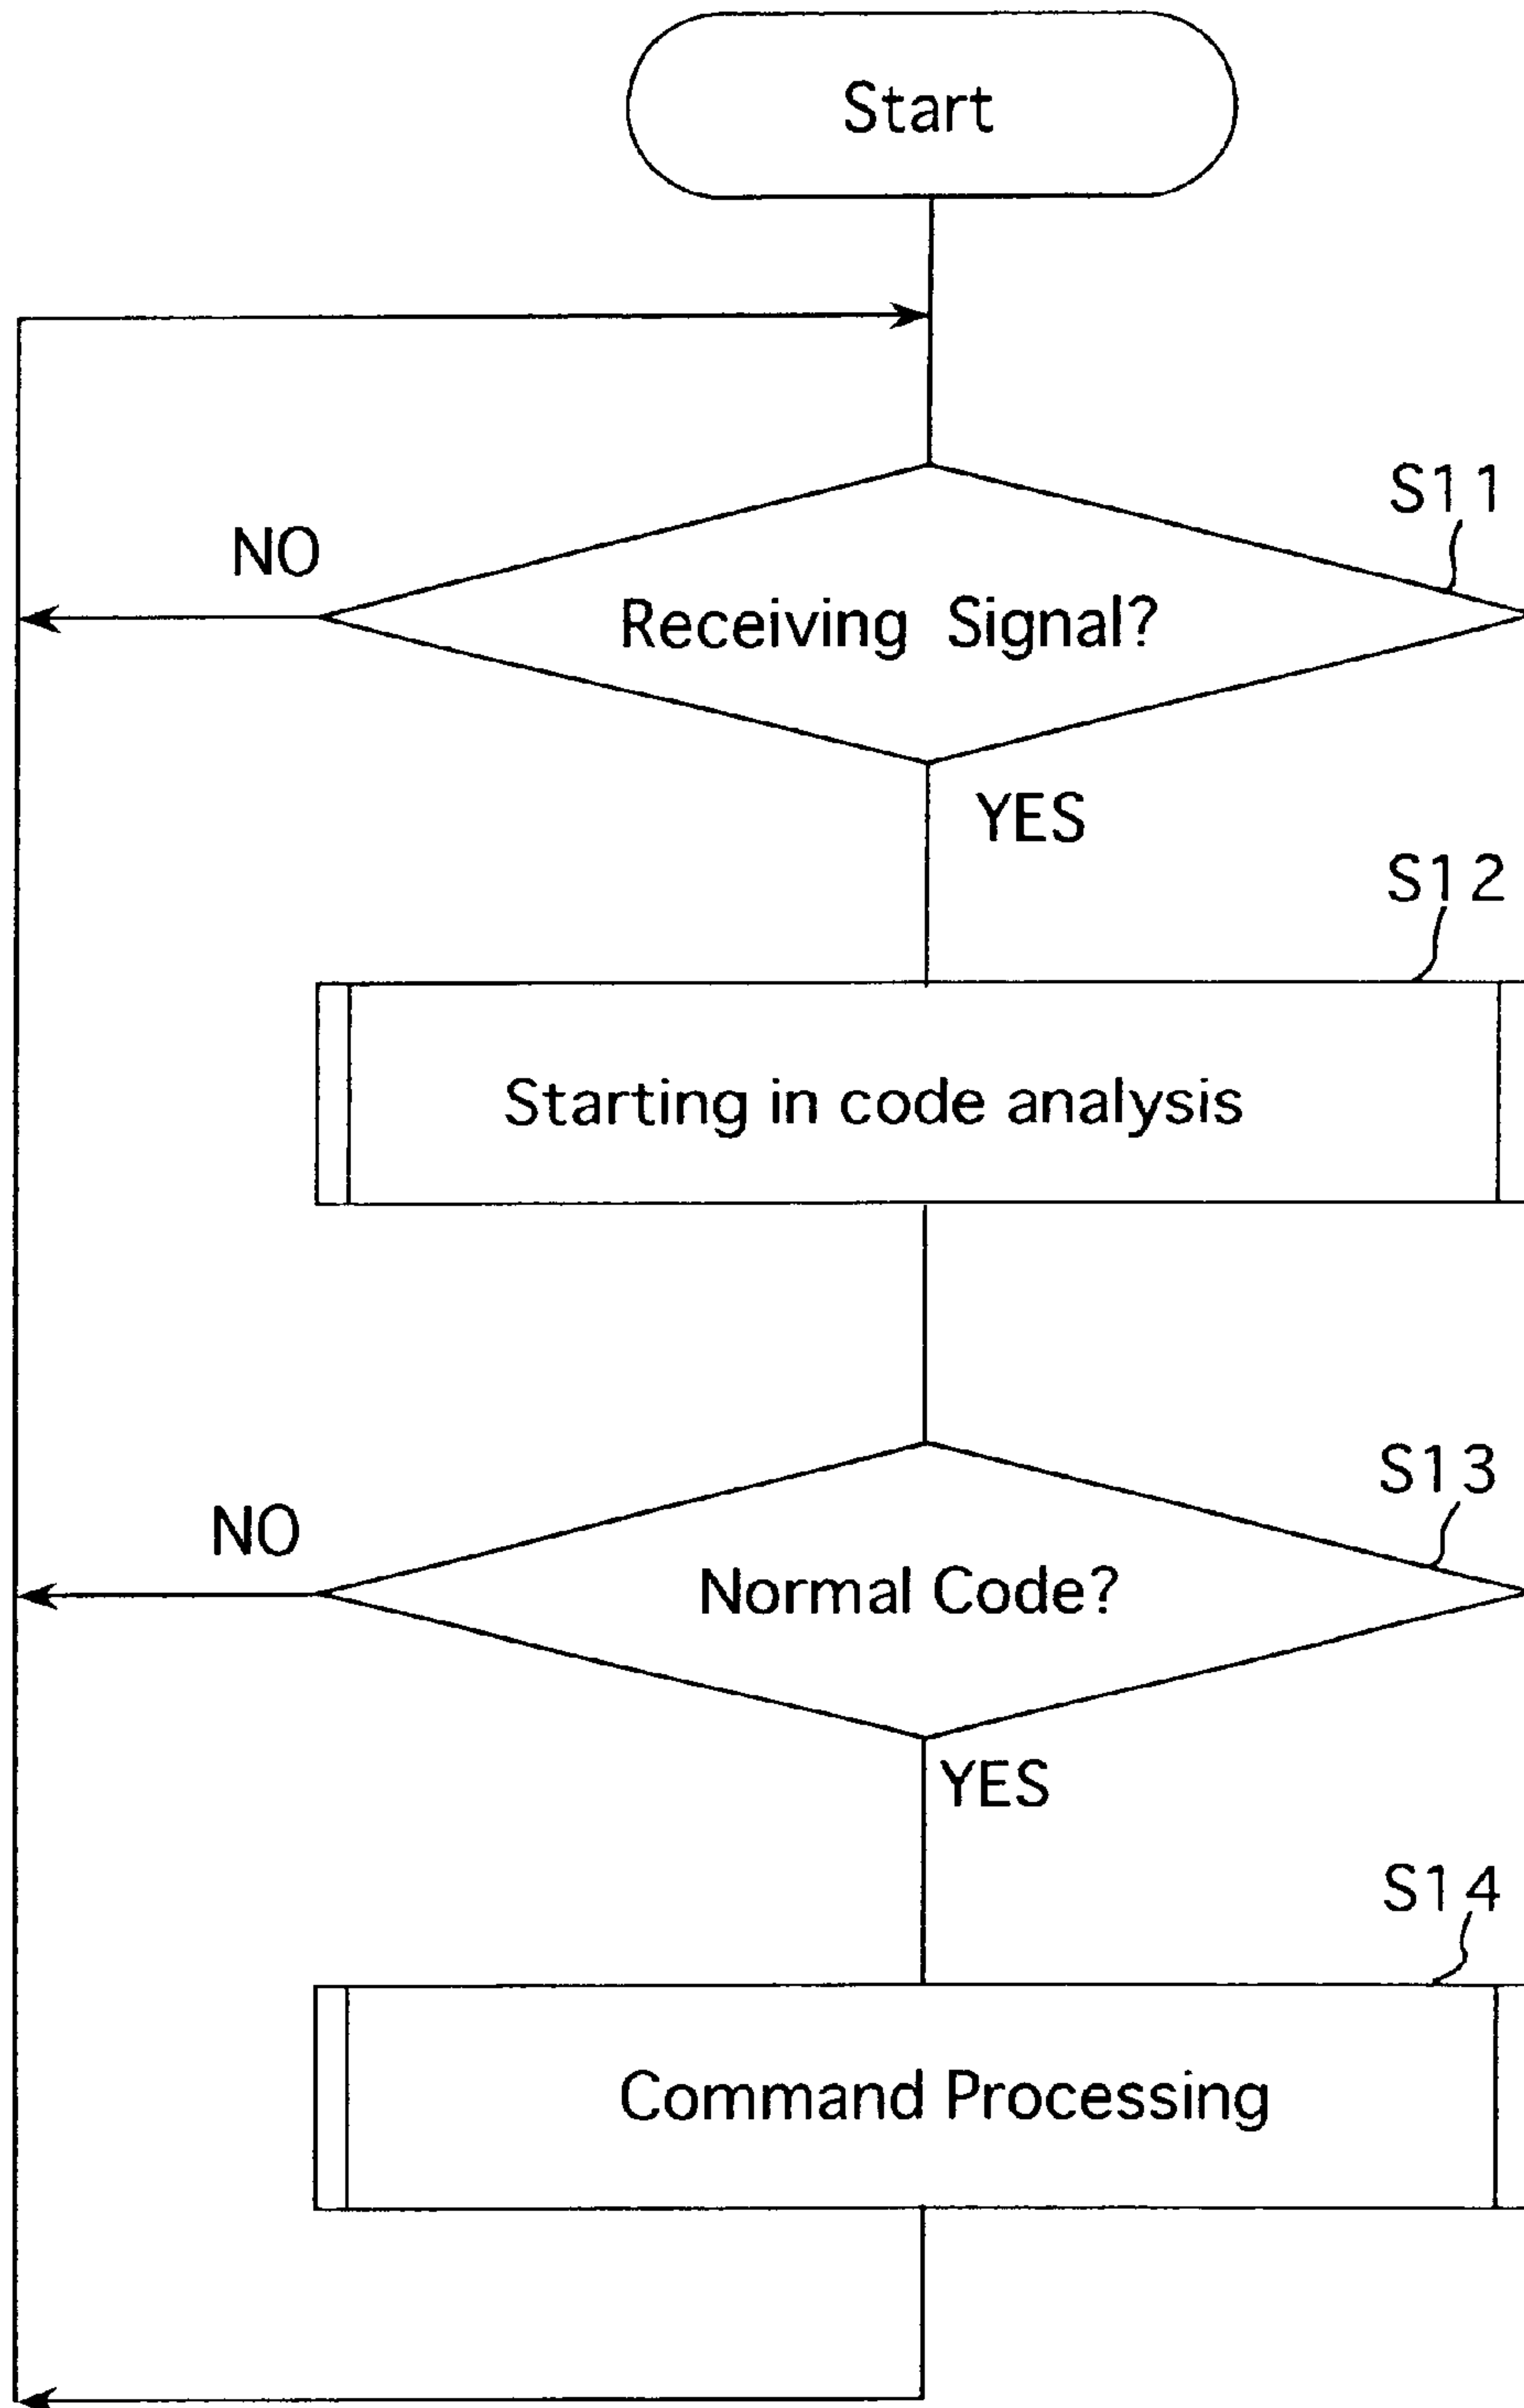 Start
S11
NO
Receiving Signal?
YES
S12
Starting in code analysis
S13
NO
Normal Code?
YES
S14
Command Processing